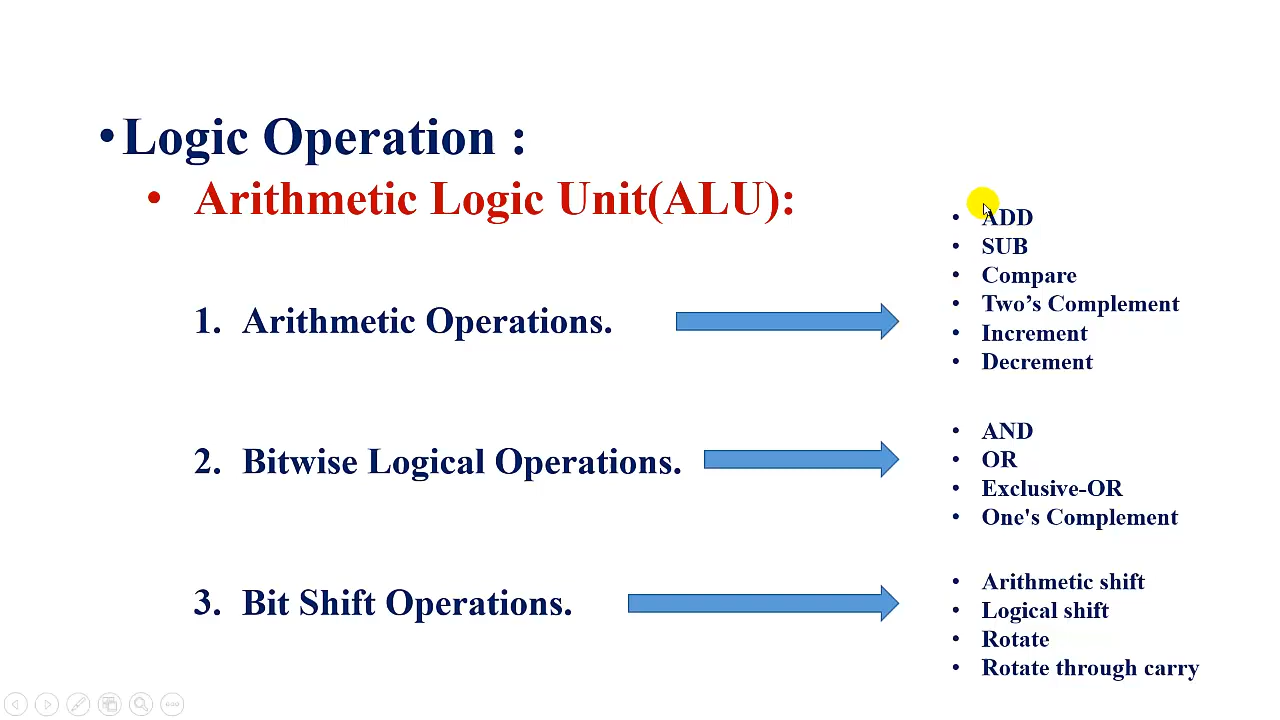 •Logic Operation :
• Arithmetic Logic Unit(ALU):
1. Arithmetic Operations.
• ADD
• SUB
• Compare
• Two’s Complement
• Increment
• Decrement
2. Bitwise Logical Operations.
• AND
• OR
• Exclusive-OR
• One's Complement
3. Bit Shift Operations.
• Arithmetic shift
• Logical shift
• Rotate
• Rotate through carry